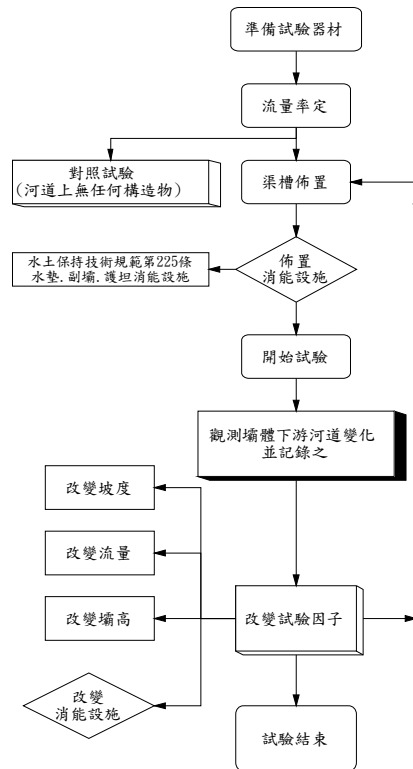 準備試驗器材
流量率定
對照試驗
(河道上無任何構造物)
渠槽佈置
佈置
消能設施
水土保持技術規範第225條
水墊.副壩.護坦消能設施
開始試驗
觀測壩體下游河道變化
並記錄之
改變坡度
改變流量
改變壩高
改變試驗因子
改變
消能設施
試驗結束